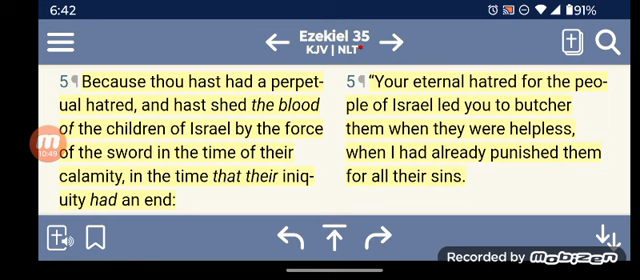 6:42
91%
Ezekiel 35
KJV | NLT
5 ¶ Because thou hast had a perpet-
ual hatred, and hast shed the blood
of the children of Israel by the force
of the sword in the time of their
calamity, in the time that their iniq-
uity had an end:
5 ¶ “Your eternal hatred for the peo-
ple of Israel led you to butcher
them when they were helpless,
when I had already punished them
for all their sins.
10:49
Recorded by Mobizen